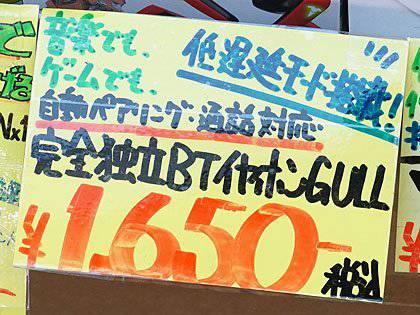 音楽でも、
ゲームでも、
低遅延モード搭載!
自動ペアリング・通話対応
完全独立BTイヤホンGULL
¥1,650-
税込